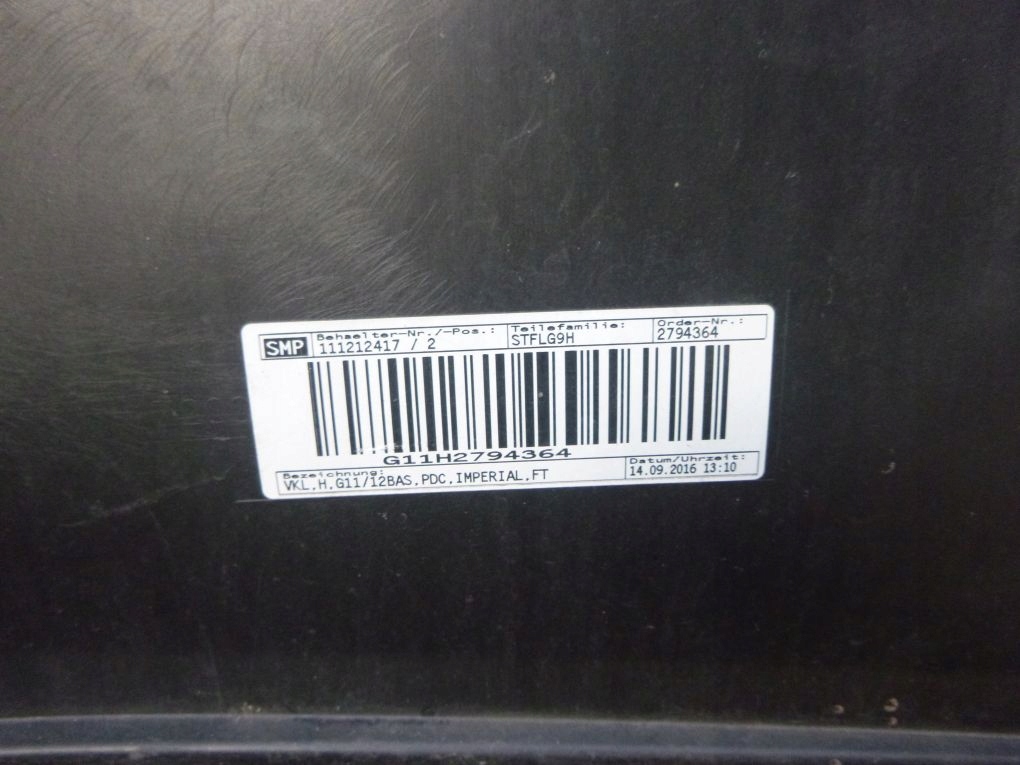 SMP
Behaelter-Nr./-Pos.: Teilefamilie: Order-Nr.:
111212417 / 2 STFLG9H 2794364
G11H2794364
Bezeichnung: Datum/Uhrzeit:
VKL,H,G11/12BAS,PDC,IMPERIAL,FT 14.09.2016 13:10